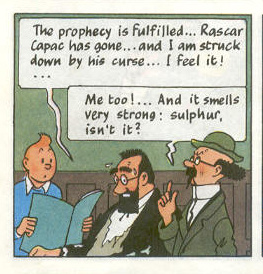 The prophecy is fulfilled... Rascar
Capac has gone...and I am struck
down by his curse... I feel it!
...
Me too!... And it smells
very strong: sulphur,
isn't it?